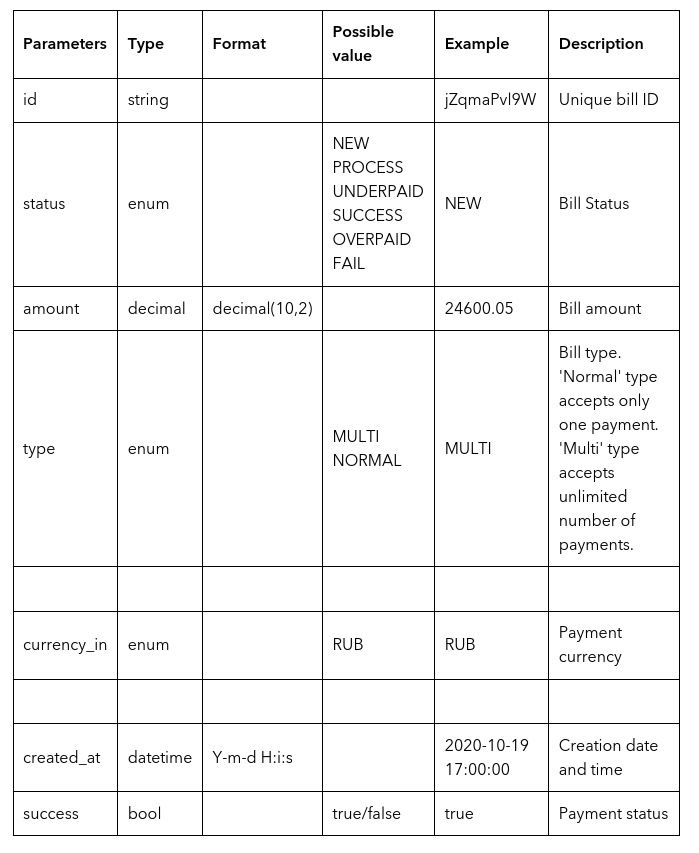 Parameters Type Format Possible value Example Description
id string jZqmaPvl9W Unique bill ID
status enum NEW PROCESS UNDERPAID SUCCESS OVERPAID FAIL NEW Bill Status
amount decimal decimal(10,2) 24600.05 Bill amount
type enum MULTI NORMAL MULTI Bill type. 'Normal' type accepts only one payment. 'Multi' type accepts unlimited number of payments.
currency_in enum RUB RUB Payment currency
created_at datetime Y-m-d H:i:s 2020-10-19 17:00:00 Creation date and time
success bool true/false true Payment status